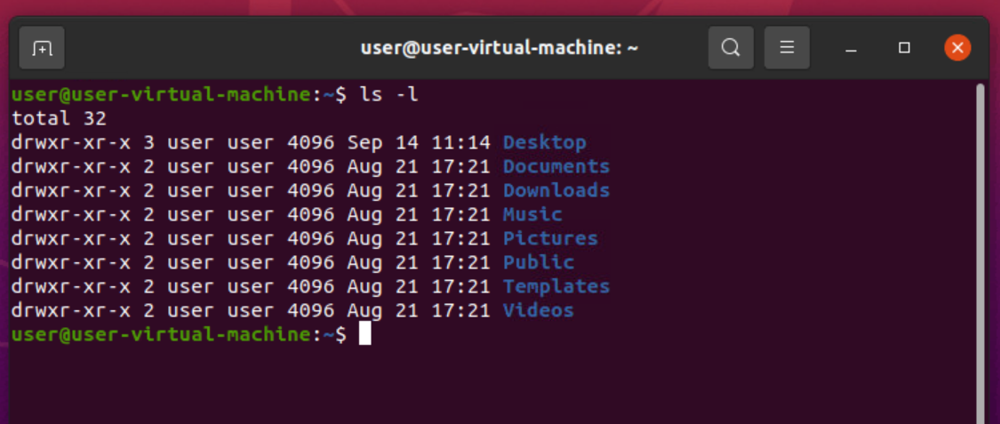 user@user-virtual-machine: ~
user@user-virtual-machine:~$ ls -l
total 32
drwxr-xr-x 3 user user 4096 Sep 14 11:14 Desktop
drwxr-xr-x 2 user user 4096 Aug 21 17:21 Documents
drwxr-xr-x 2 user user 4096 Aug 21 17:21 Downloads
drwxr-xr-x 2 user user 4096 Aug 21 17:21 Music
drwxr-xr-x 2 user user 4096 Aug 21 17:21 Pictures
drwxr-xr-x 2 user user 4096 Aug 21 17:21 Public
drwxr-xr-x 2 user user 4096 Aug 21 17:21 Templates
drwxr-xr-x 2 user user 4096 Aug 21 17:21 Videos
user@user-virtual-machine:~$